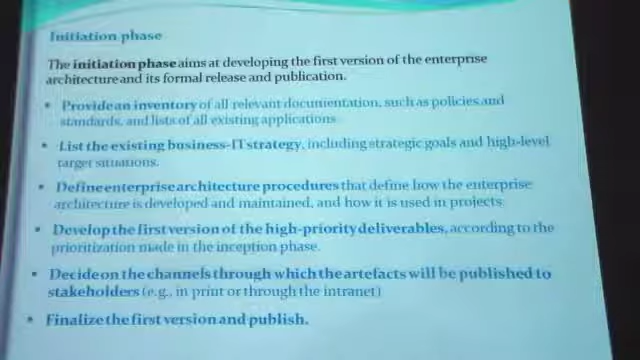 Initiation phase
The initiation phase aims at developing the first version of the enterprise
architecture and its formal release and publication.
• Provide an inventory of all relevant documentation, such as policies and
standards, and lists of all existing applications
• List the existing business-IT strategy, including strategic goals and high-level
target situations.
• Define enterprise architecture procedures that define how the enterprise
architecture is developed and maintained, and how it is used in projects
• Develop the first version of the high-priority deliverables, according to the
prioritization made in the inception phase.
• Decide on the channels through which the artefacts will be published to
stakeholders (e.g., in print or through the intranet)
• Finalize the first version and publish.